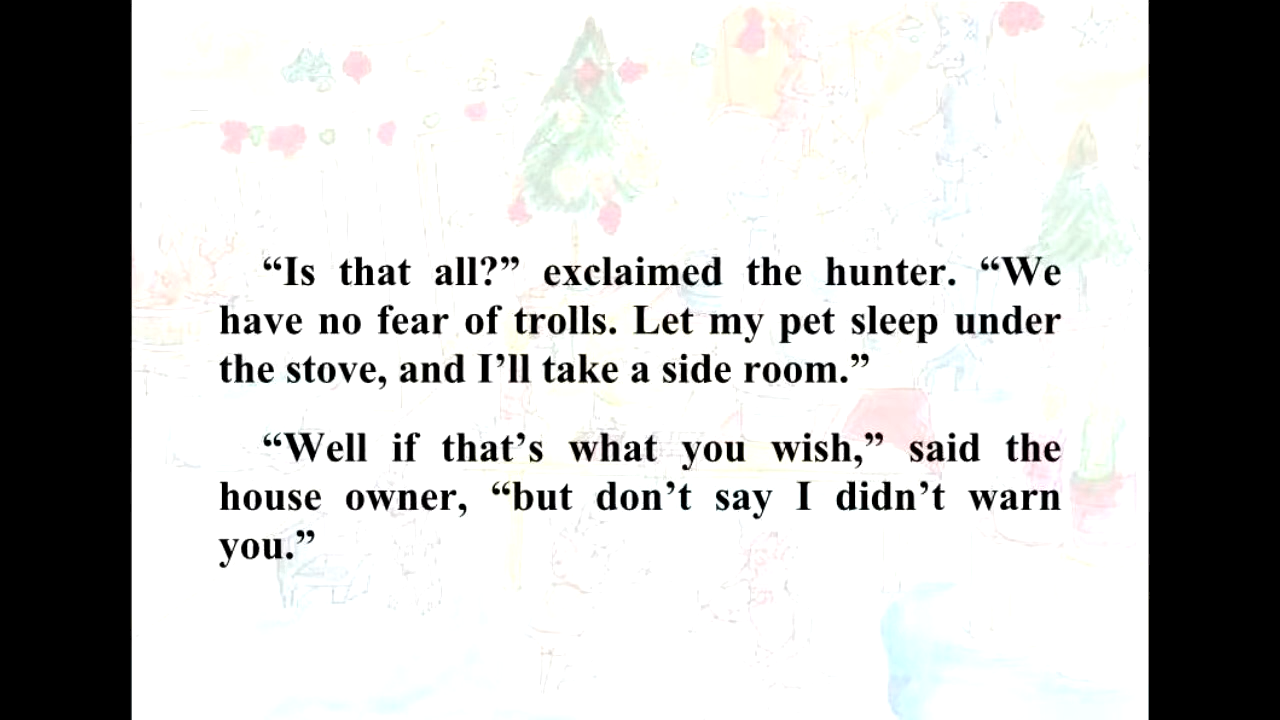 “Is that all?” exclaimed the hunter. “We
have no fear of trolls. Let my pet sleep under
the stove, and I’ll take a side room.”
“Well if that’s what you wish,” said the
house owner, “but don’t say I didn’t warn
you.”